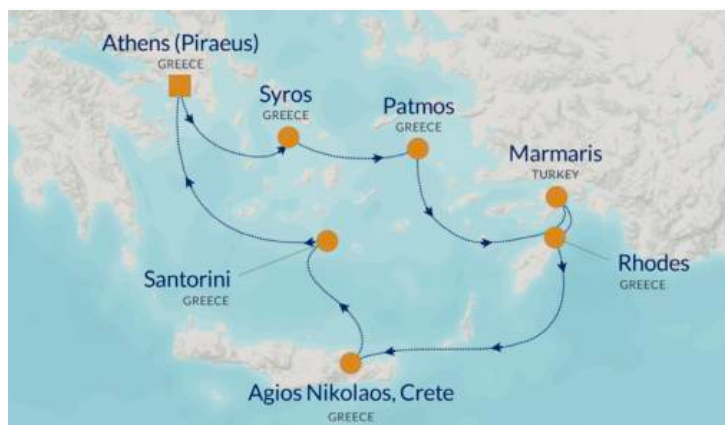 Athens (Piraeus)
GREECE
Syros
GREECE
Patmos
GREECE
Marmaris
TURKEY
Rhodes
GREECE
Santorini
GREECE
Agios Nikolaos, Crete
GREECE